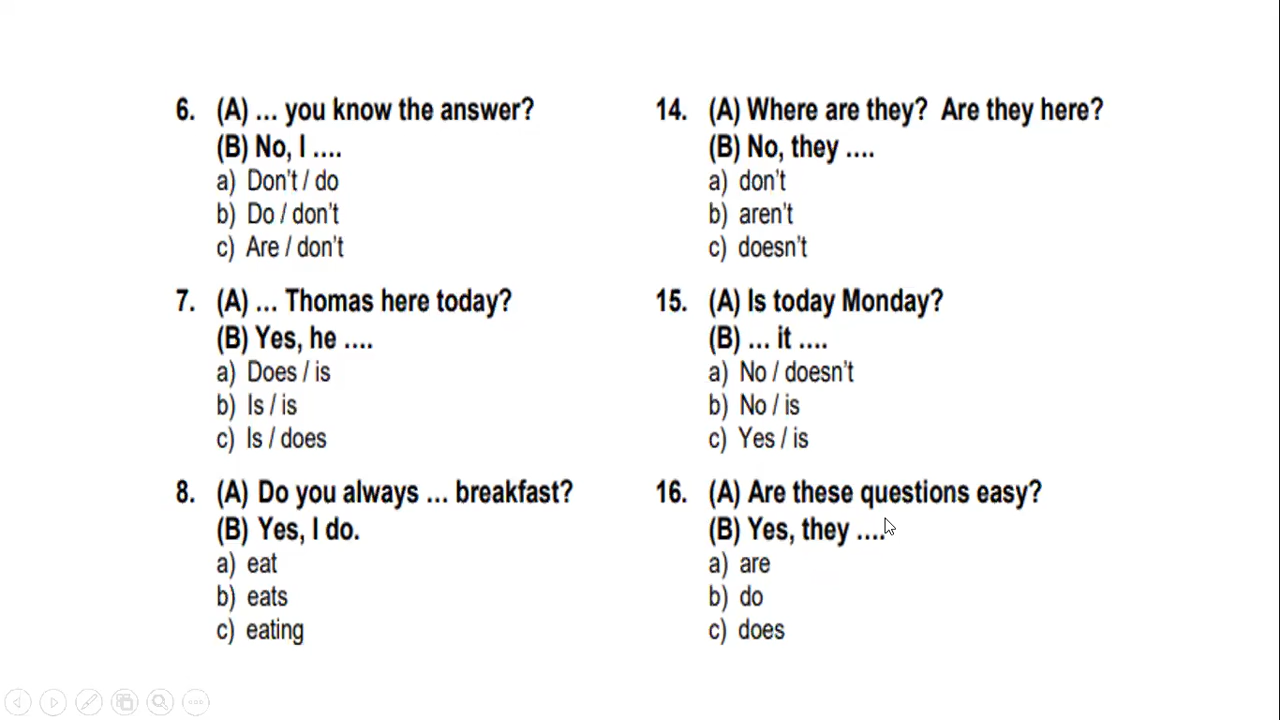 6. (A) … you know the answer?
(B) No, I ….
a) Don't / do
b) Do / don't
c) Are / don't
7. (A) … Thomas here today?
(B) Yes, he ….
a) Does / is
b) Is / is
c) Is / does
8. (A) Do you always … breakfast?
(B) Yes, I do.
a) eat
b) eats
c) eating
14. (A) Where are they? Are they here?
(B) No, they ….
a) don't
b) aren't
c) doesn't
15. (A) Is today Monday?
(B) … it ….
a) No / doesn't
b) No / is
c) Yes / is
16. (A) Are these questions easy?
(B) Yes, they ….
a) are
b) do
c) does